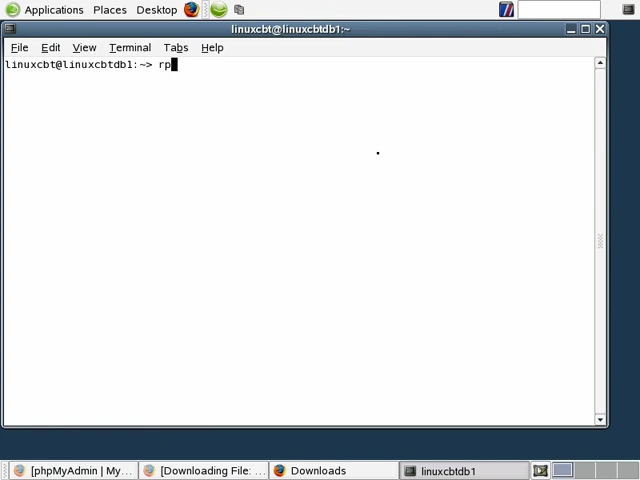 Applications Places Desktop
linuxcbt@linuxcbtdb1:~
File Edit View Terminal Tabs Help
linuxcbt@linuxcbtdb1:~> rp
[phpMyAdmin | My... [Downloading File: ... Downloads linuxcbtdb1